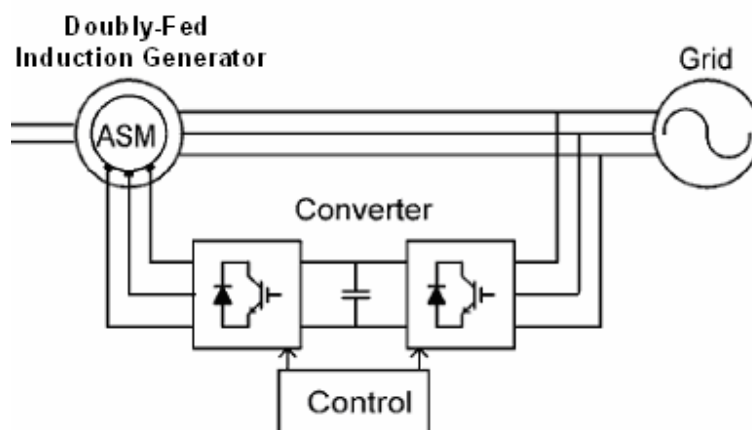 Doubly-Fed
Induction Generator
Grid
ASM
Converter
Control